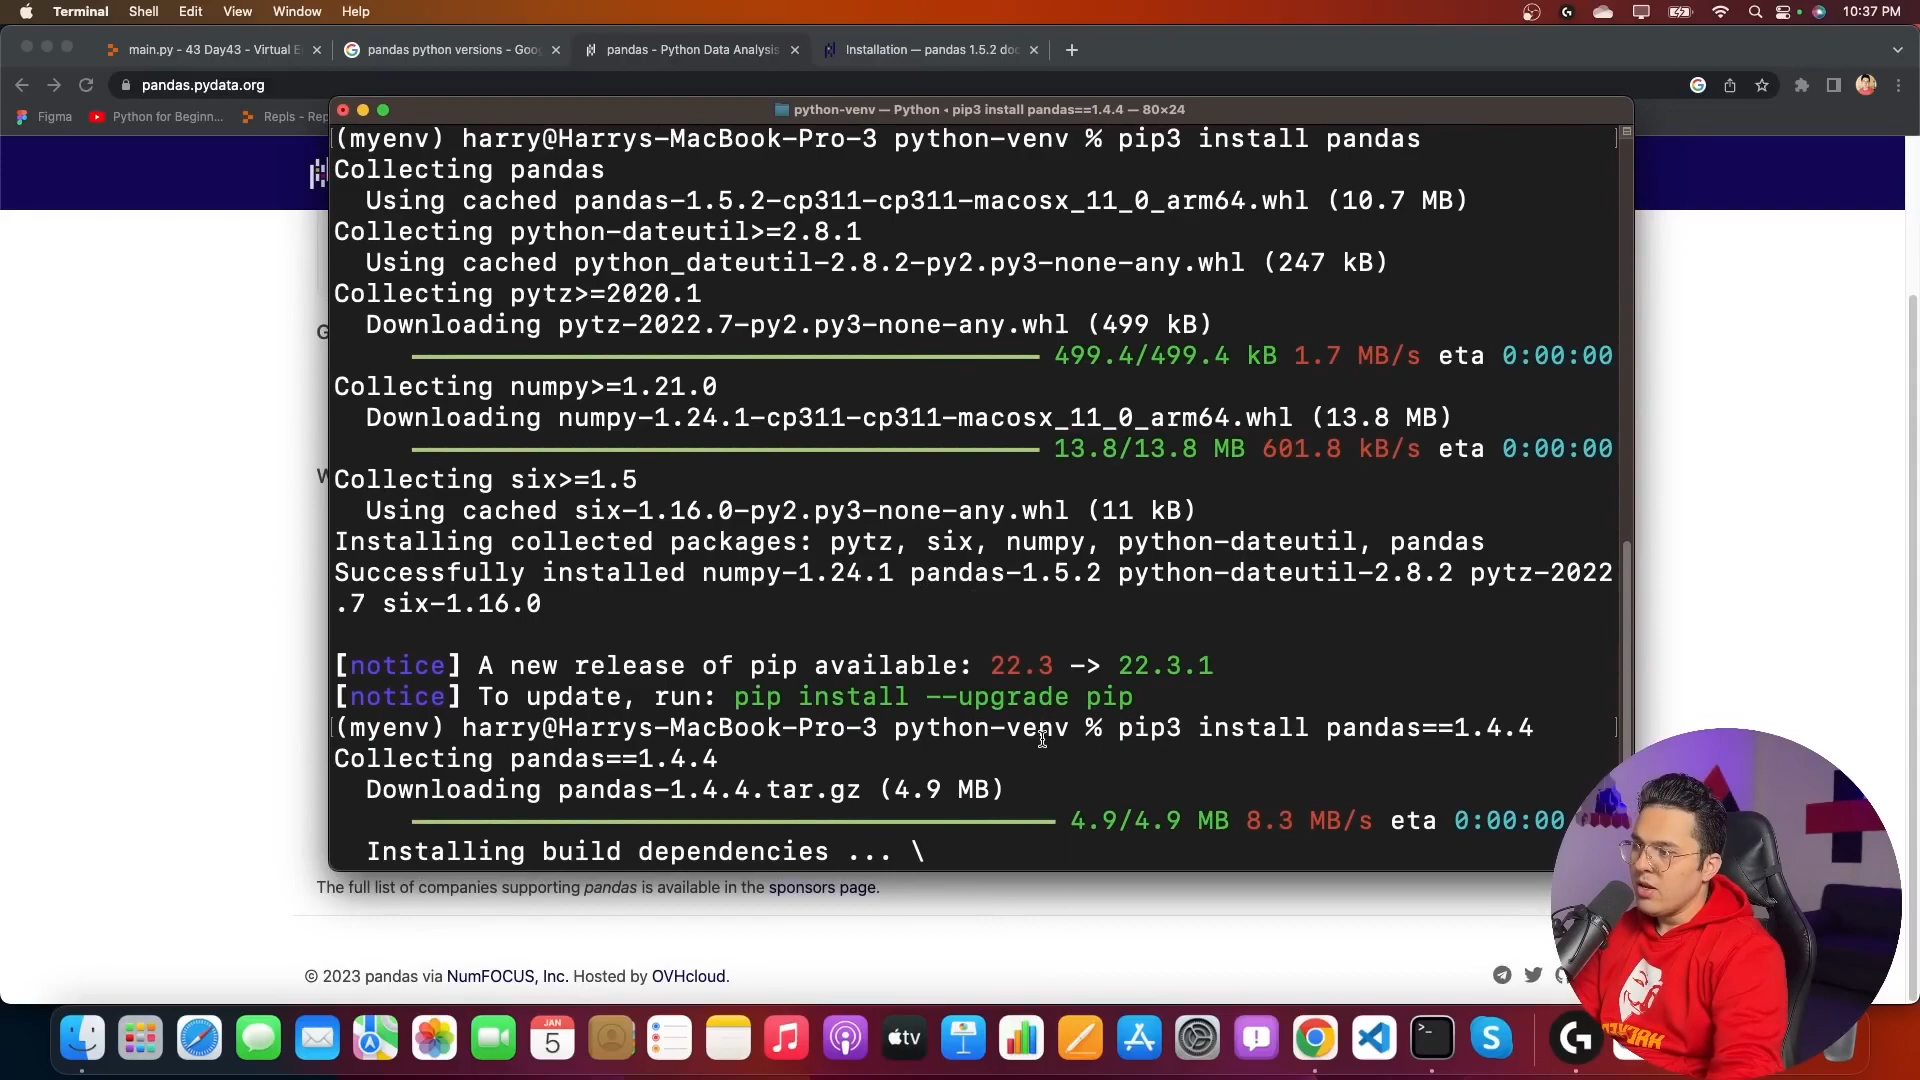 Terminal Shell Edit View Window Help 10:37 PM
main.py - 43 Day43 - Virtual E
pandas python versions - Goo
pandas - Python Data Analysis
Installation — pandas 1.5.2 doc
pandas.pydata.org
Figma Python for Beginn... Repls - Rep
python-venv — Python • pip3 install pandas==1.4.4 — 80×24
(myenv) harry@Harrys-MacBook-Pro-3 python-venv % pip3 install pandas
Collecting pandas
Using cached pandas-1.5.2-cp311-cp311-macosx_11_0_arm64.whl (10.7 MB)
Collecting python-dateutil>=2.8.1
Using cached python_dateutil-2.8.2-py2.py3-none-any.whl (247 kB)
Collecting pytz>=2020.1
Downloading pytz-2022.7-py2.py3-none-any.whl (499 kB)
499.4/499.4 kB 1.7 MB/s eta 0:00:00
Collecting numpy>=1.21.0
Downloading numpy-1.24.1-cp311-cp311-macosx_11_0_arm64.whl (13.8 MB)
13.8/13.8 MB 601.8 kB/s eta 0:00:00
Collecting six>=1.5
Using cached six-1.16.0-py2.py3-none-any.whl (11 kB)
Installing collected packages: pytz, six, numpy, python-dateutil, pandas
Successfully installed numpy-1.24.1 pandas-1.5.2 python-dateutil-2.8.2 pytz-2022
.7 six-1.16.0
[notice] A new release of pip available: 22.3 -> 22.3.1
[notice] To update, run: pip install --upgrade pip
(myenv) harry@Harrys-MacBook-Pro-3 python-venv % pip3 install pandas==1.4.4
Collecting pandas==1.4.4
Downloading pandas-1.4.4.tar.gz (4.9 MB)
4.9/4.9 MB 8.3 MB/s eta 0:00:00
Installing build dependencies ... \
The full list of companies supporting pandas is available in the sponsors page.
© 2023 pandas via NumFOCUS, Inc. Hosted by OVHcloud.
JAN
5
tv